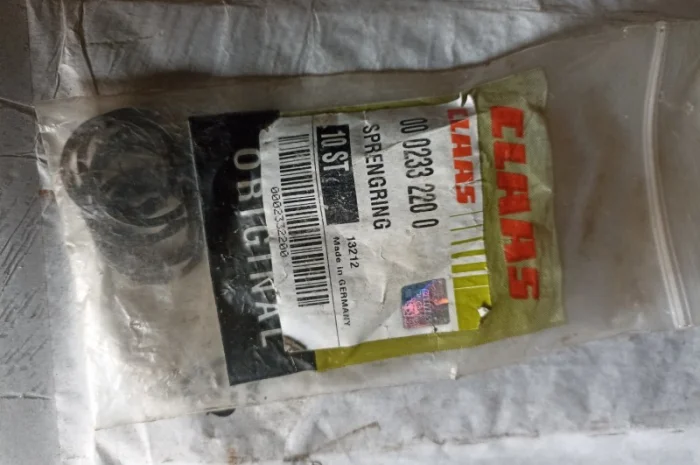 CLAAS
CLAAS
00 0233 220 0
SPRENGRING
10 ST
13212
Made in GERMANY
0002332200
ORIGINAL